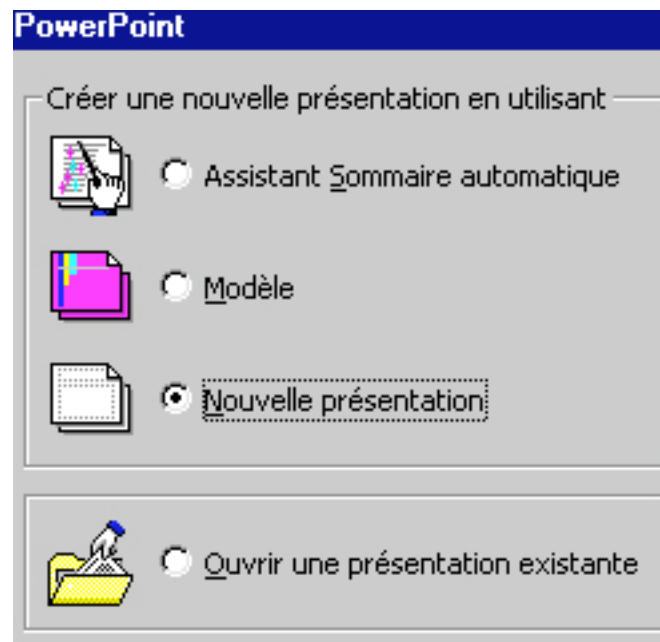 PowerPoint
Créer une nouvelle présentation en utilisant
Assistant Sommaire automatique
Modèle
Nouvelle présentation
Ouvrir une présentation existante